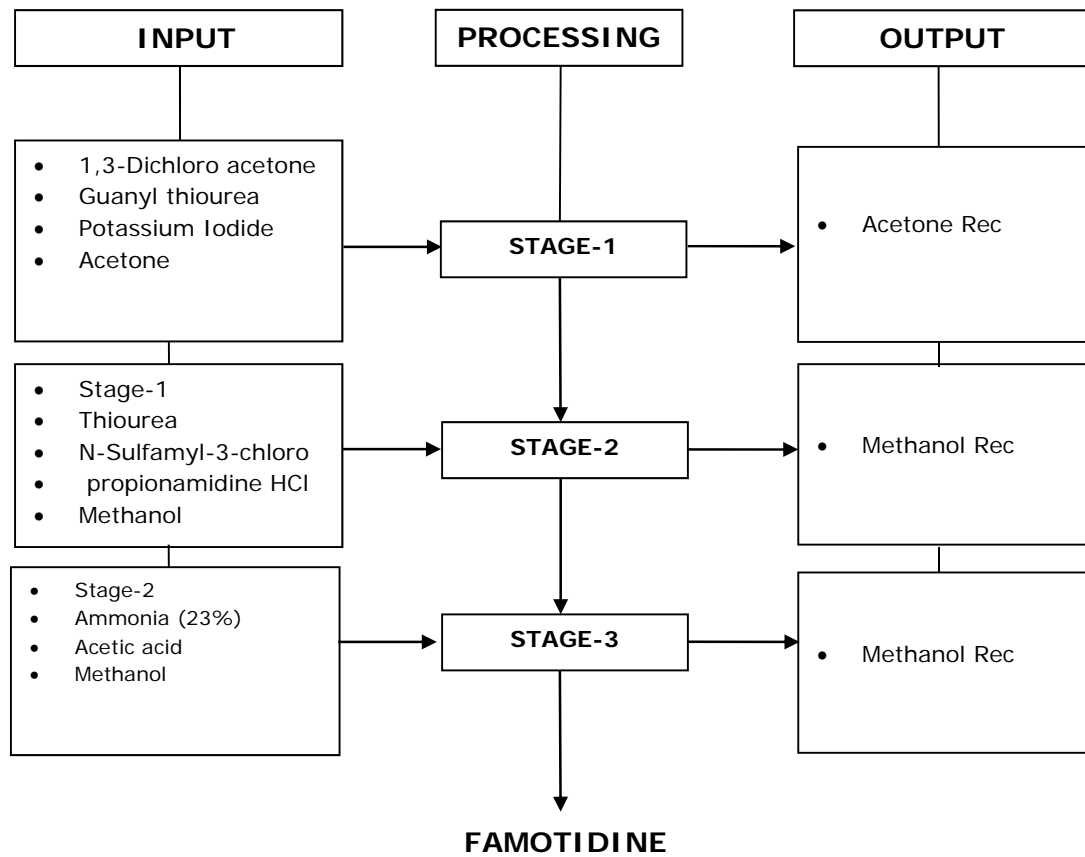 INPUT
PROCESSING
OUTPUT
• 1,3-Dichloro acetone
• Guanyl thiourea
• Potassium Iodide
• Acetone
STAGE-1
• Acetone Rec
• Stage-1
• Thiourea
• N-Sulfamyl-3-chloro
• propionamidine HCl
• Methanol
STAGE-2
• Methanol Rec
• Stage-2
• Ammonia (23%)
• Acetic acid
• Methanol
STAGE-3
• Methanol Rec
FAMOTIDINE